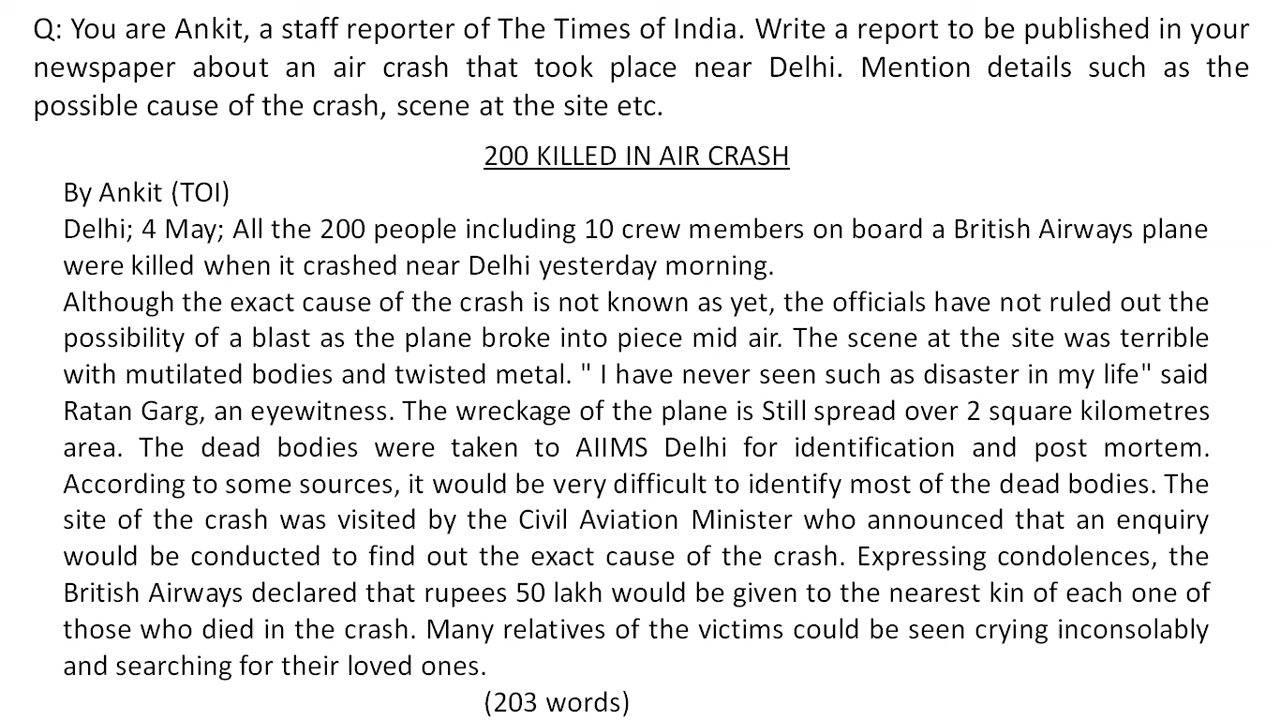 Q: You are Ankit, a staff reporter of The Times of India. Write a report to be published in your
newspaper about an air crash that took place near Delhi. Mention details such as the
possible cause of the crash, scene at the site etc.
200 KILLED IN AIR CRASH
By Ankit (TOI)
Delhi; 4 May; All the 200 people including 10 crew members on board a British Airways plane
were killed when it crashed near Delhi yesterday morning.
Although the exact cause of the crash is not known as yet, the officials have not ruled out the
possibility of a blast as the plane broke into piece mid air. The scene at the site was terrible
with mutilated bodies and twisted metal. " I have never seen such as disaster in my life" said
Ratan Garg, an eyewitness. The wreckage of the plane is Still spread over 2 square kilometres
area. The dead bodies were taken to AIIMS Delhi for identification and post mortem.
According to some sources, it would be very difficult to identify most of the dead bodies. The
site of the crash was visited by the Civil Aviation Minister who announced that an enquiry
would be conducted to find out the exact cause of the crash. Expressing condolences, the
British Airways declared that rupees 50 lakh would be given to the nearest kin of each one of
those who died in the crash. Many relatives of the victims could be seen crying inconsolably
and searching for their loved ones.
(203 words)